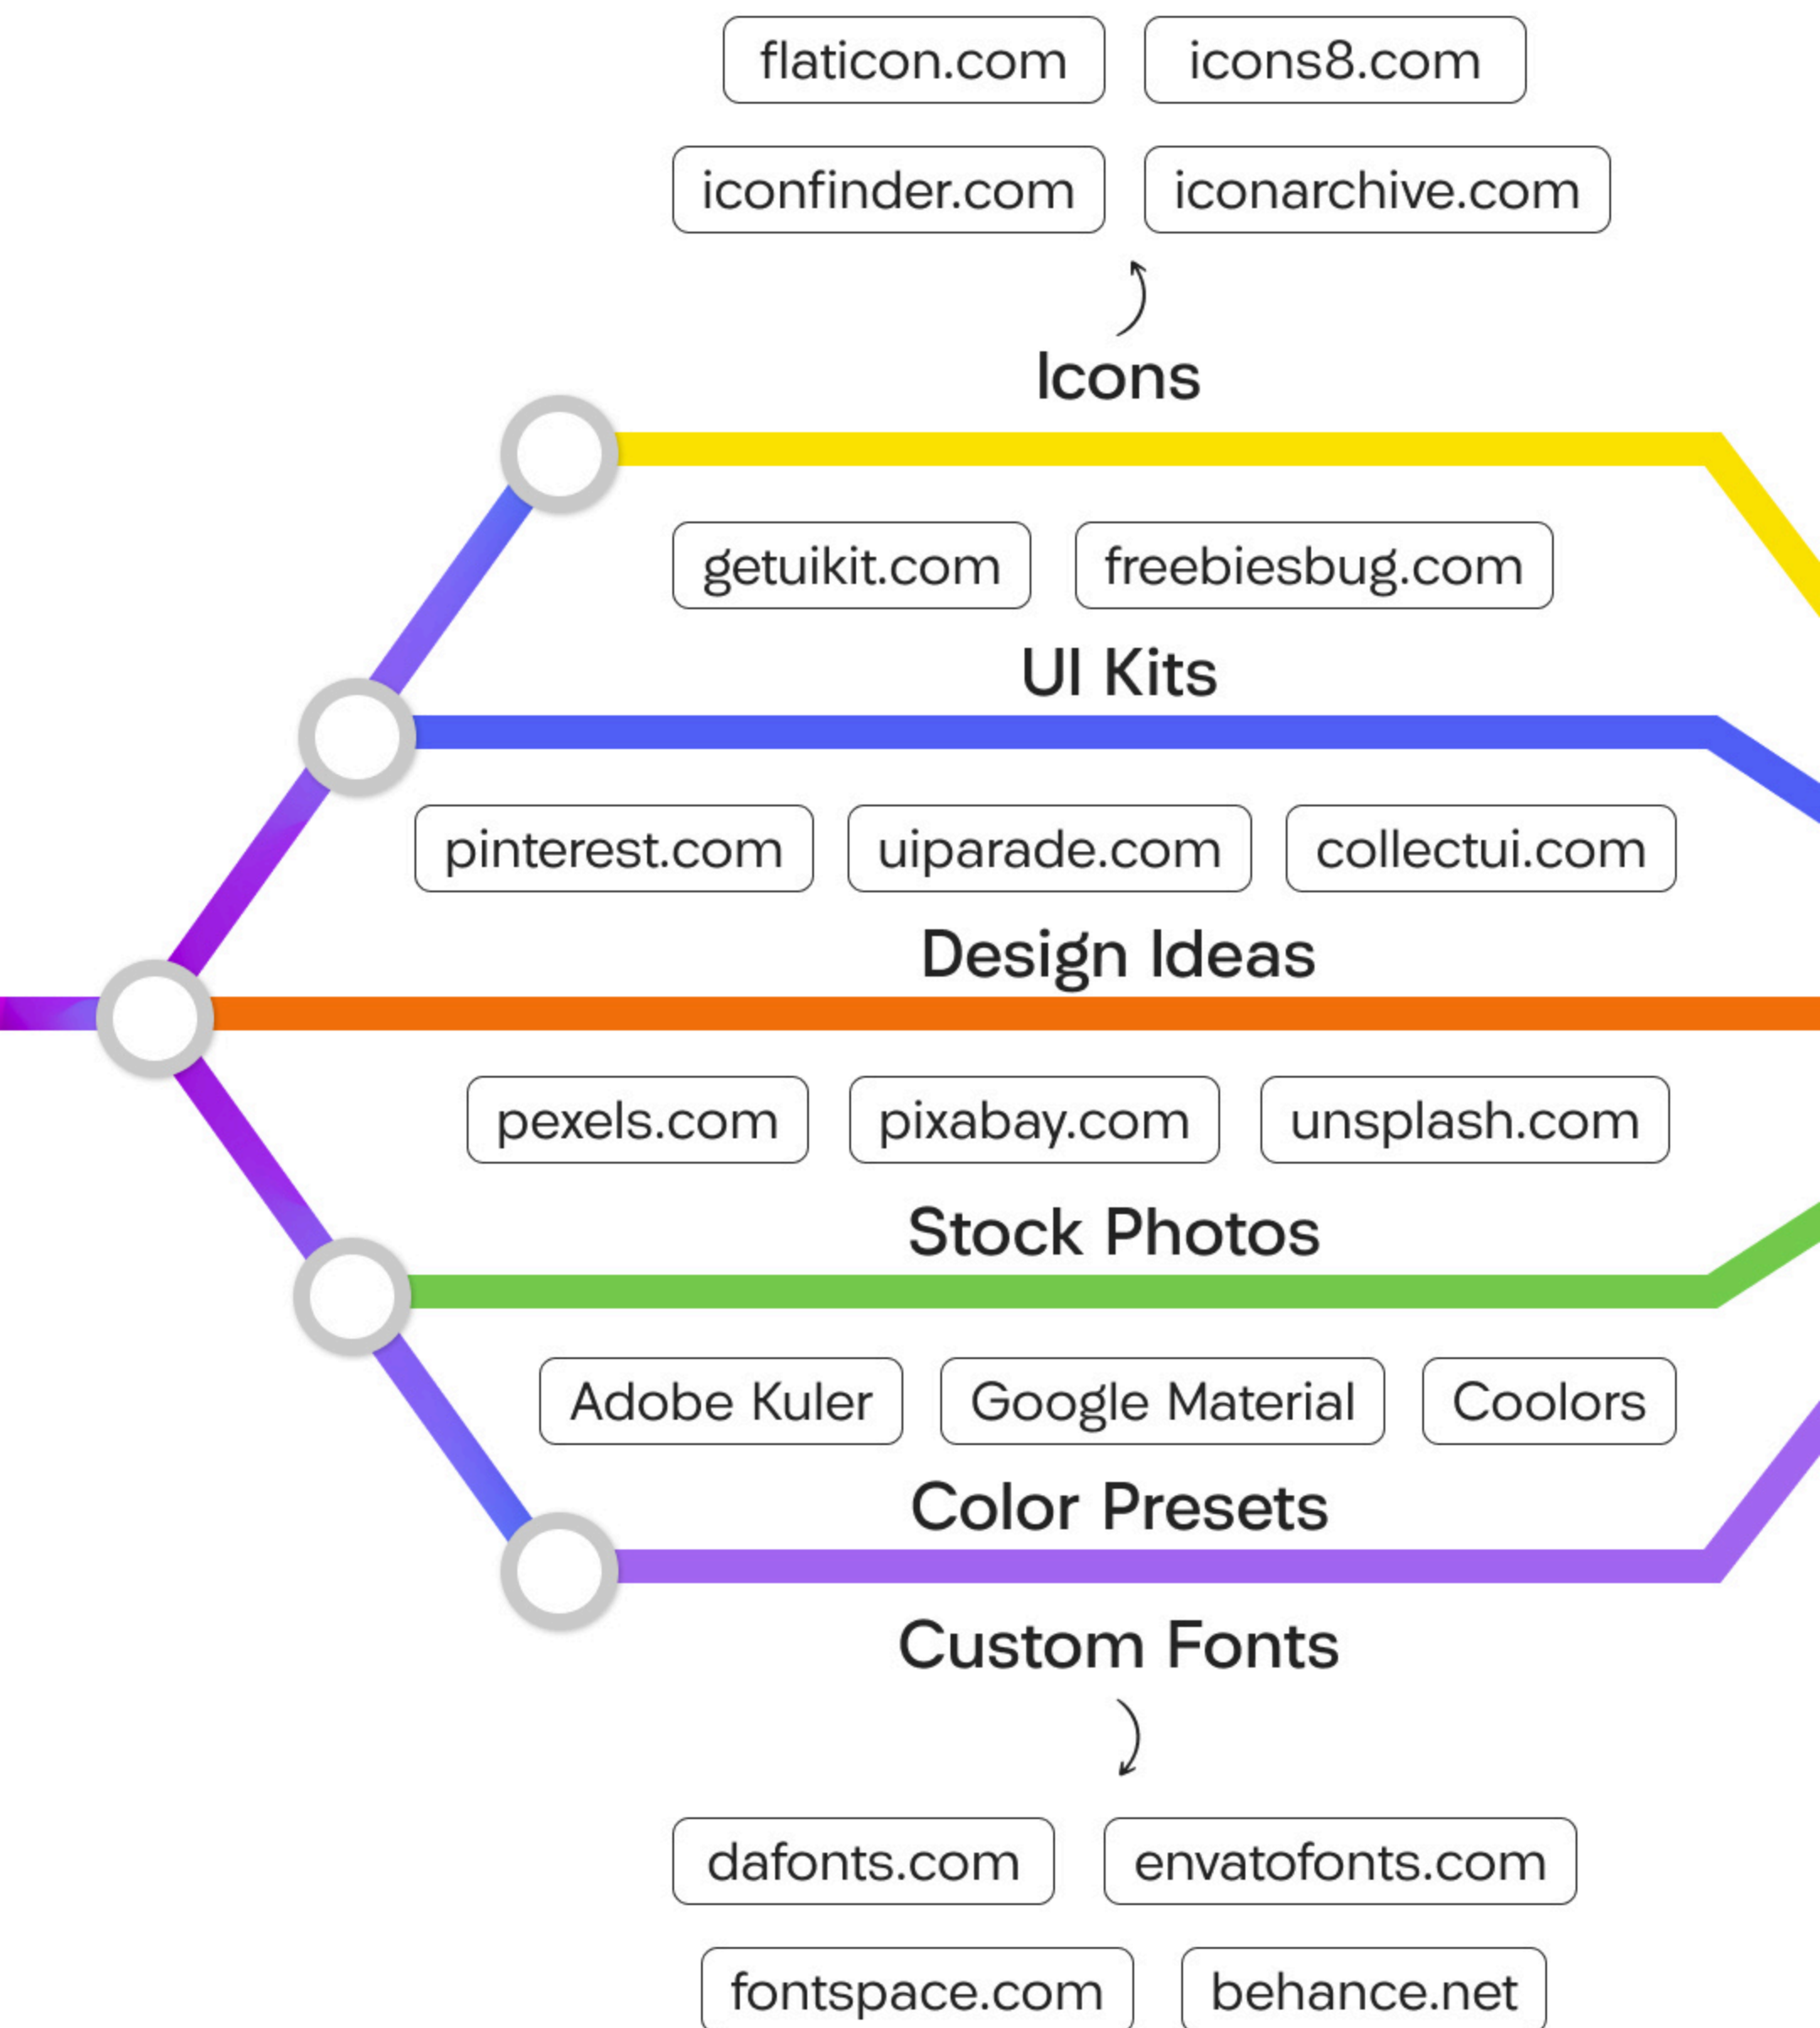 flaticon.com icons8.com
iconfinder.com iconarchive.com
Icons
getuikit.com freebiesbug.com
UI Kits
pinterest.com uiparade.com collectui.com
Design Ideas
pexels.com pixabay.com unsplash.com
Stock Photos
Adobe Kuler Google Material Coolors
Color Presets
Custom Fonts
dafonts.com envatofonts.com
fontspace.com behance.net